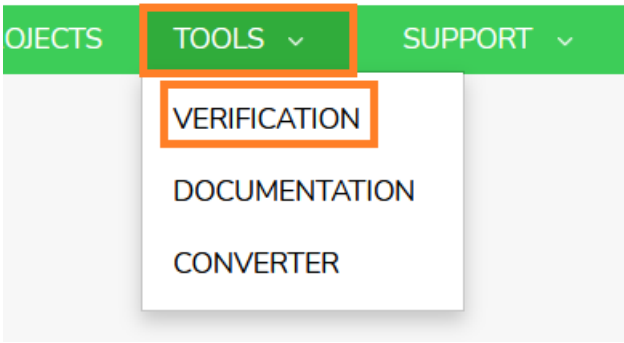 OJECTS TOOLS SUPPORT
VERIFICATION
DOCUMENTATION
CONVERTER